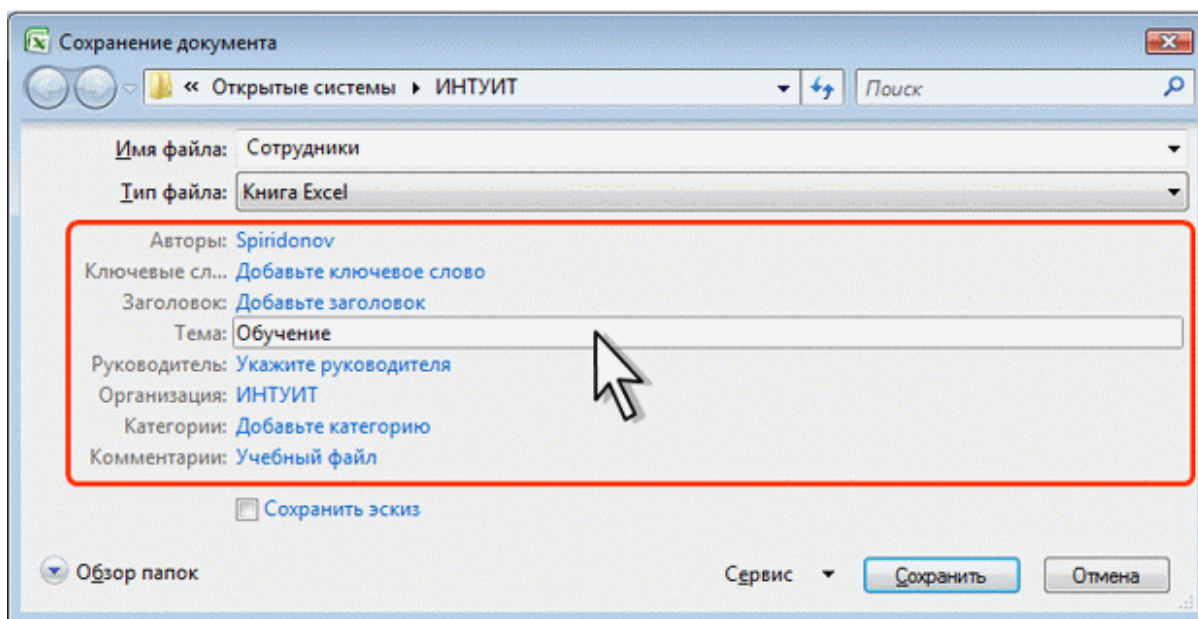 Сохранение документа
« Открытые системы ИНТУИТ Поиск
Имя файла: Сотрудники
Тип файла: Книга Excel
Авторы: Spiridonov
Ключевые сл... Добавьте ключевое слово
Заголовок: Добавьте заголовок
Тема: Обучение
Руководитель: Укажите руководителя
Организация: ИНТУИТ
Категории: Добавьте категорию
Комментарии: Учебный файл
Сохранить эскиз
Обзор папок Сервис Сохранить Отмена